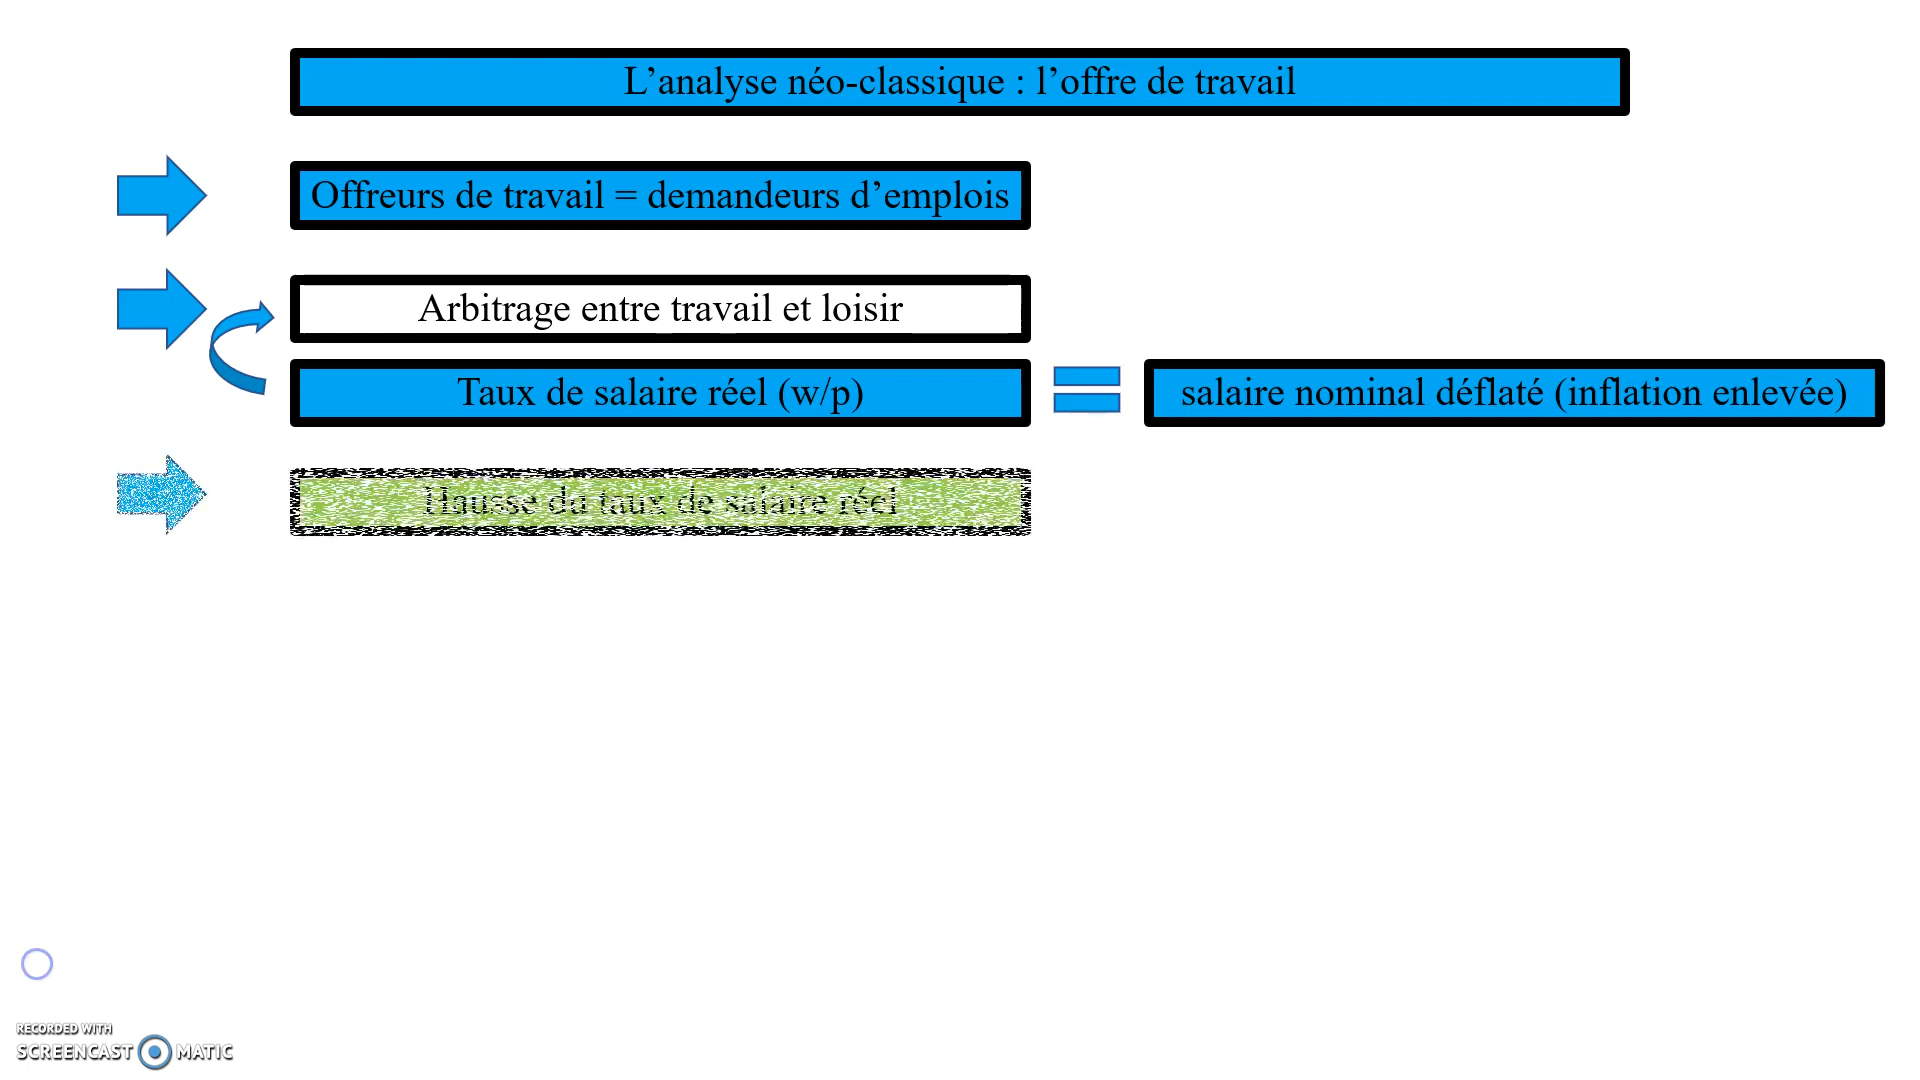 L’analyse néo-classique : l’offre de travail
Offreurs de travail = demandeurs d’emplois
Arbitrage entre travail et loisir
Taux de salaire réel (w/p)
salaire nominal déflaté (inflation enlevée)
Hausse du taux de salaire réel
RECORDED WITH
SCREENCAST MATIC